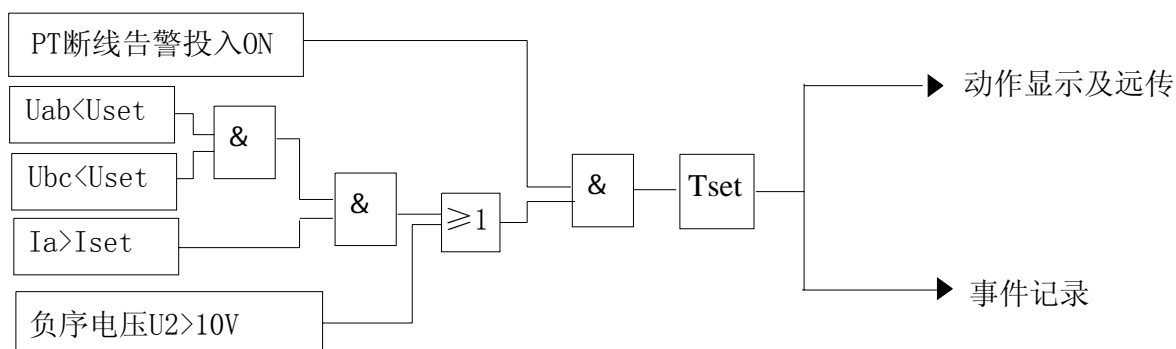 PT断线告警投入ON
动作显示及远传
Uab<Uset
&
Ubc<Uset
&
Tset
&
≥1
Ia>Iset
事件记录
负序电压U2>10V